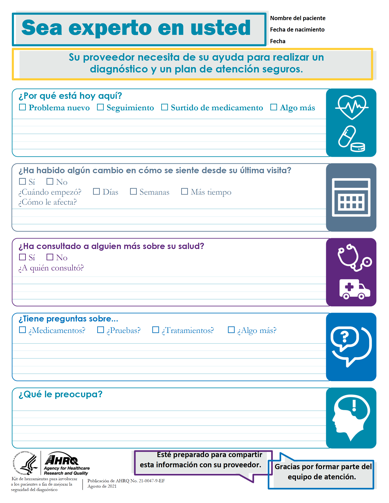 Sea experto en usted
Nombre del paciente
Fecha de nacimiento
Fecha
Su proveedor necesita de su ayuda para realizar un
diagnóstico y un plan de atención seguros.
¿Por qué está hoy aquí?
☐ Problema nuevo ☐ Seguimiento ☐ Surtido de medicamento ☐ Algo más
¿Ha habido algún cambio en cómo se siente desde su última visita?
☐ Sí ☐ No
¿Cuándo empezó? ☐ Días ☐ Semanas ☐ Más tiempo
¿Cómo le afecta?
¿Ha consultado a alguien más sobre su salud?
☐ Sí ☐ No
¿A quién consultó?
¿Tiene preguntas sobre...
☐ ¿Medicamentos? ☐ ¿Pruebas? ☐ ¿Tratamientos? ☐ ¿Algo más?
¿Qué le preocupa?
AHRQ
Agency for Healthcare
Research and Quality
Kit de herramientas para involucrar
a los pacientes a fin de mejorar la
seguridad del diagnóstico
Publicación de AHRQ No. 21-0047-9-EF
Agosto de 2021
Esté preparado para compartir
esta información con su proveedor.
Gracias por formar parte del
equipo de atención.